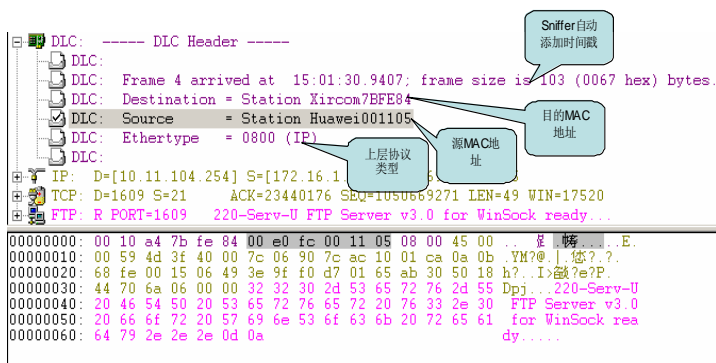 Sniffer自动
添加时间戳
DLC: ----- DLC Header -----
DLC:
DLC: Frame 4 arrived at 15:01:30.9407; frame size is 103 (0067 hex) bytes.
DLC: Destination = Station Xircom7BFE84
目的MAC
地址
DLC: Source = Station Huawei001105
DLC: Ethertype = 0800 (IP)
源MAC地
址
上层协议
类型
DLC:
IP: D=[10.11.104.254] S=[172.16.1
TCP: D=1609 S=21 ACK=23440176 SEQ=1050669271 LEN=49 WIN=17520
FTP: R PORT=1609 220-Serv-U FTP Server v3.0 for WinSock ready...
00000000: 00 10 a4 7b fe 84 00 e0 fc 00 11 05 08 00 45 00 E.
00000010: 00 59 4d 3f 40 00 7c 06 90 7c ac 10 01 ca 0a 0b .YM?@.|.
00000020: 68 fe 00 15 06 49 3e 9f f0 d7 01 65 ab 30 50 18 h?..I> ?e?P.
00000030: 44 70 6a 06 00 00 32 32 30 2d 53 65 72 76 2d 55 Dpj...220-Serv-U
00000040: 20 46 54 50 20 53 65 72 76 65 72 20 76 33 2e 30 FTP Server v3.0
00000050: 20 66 6f 72 20 57 69 6e 53 6f 63 6b 20 72 65 61 for WinSock rea
00000060: 64 79 2e 2e 2e 0d 0a dy.....